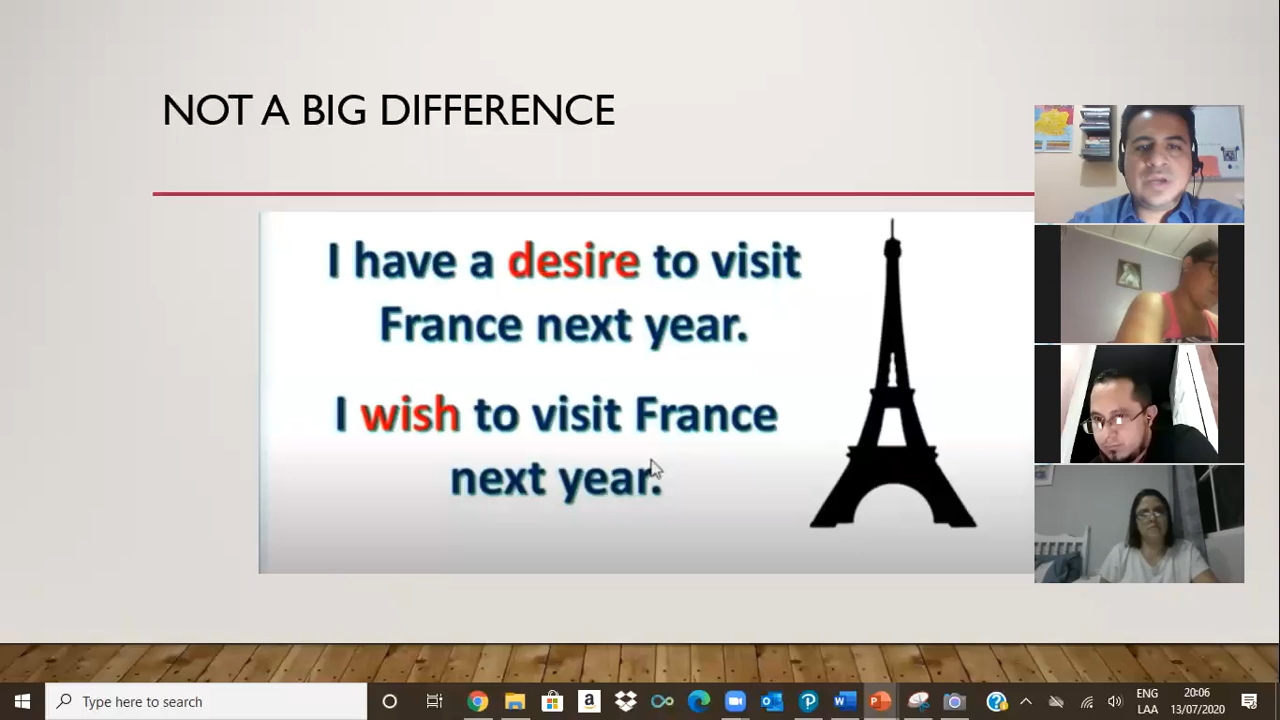 NOT A BIG DIFFERENCE
I have a desire to visit
France next year.
I wish to visit France
next year.
Type here to search
ENG
LAA
20:06
13/07/2020